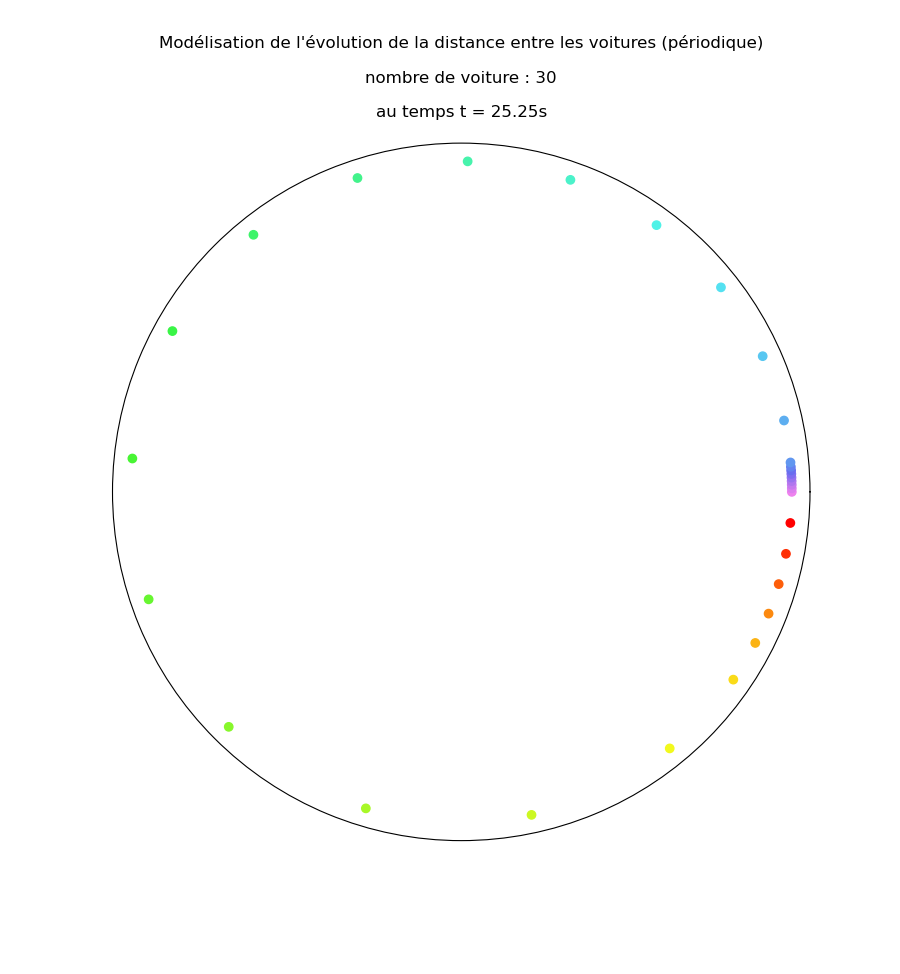 Modélisation de l'évolution de la distance entre les voitures (périodique)
nombre de voiture : 30
au temps t = 25.25s